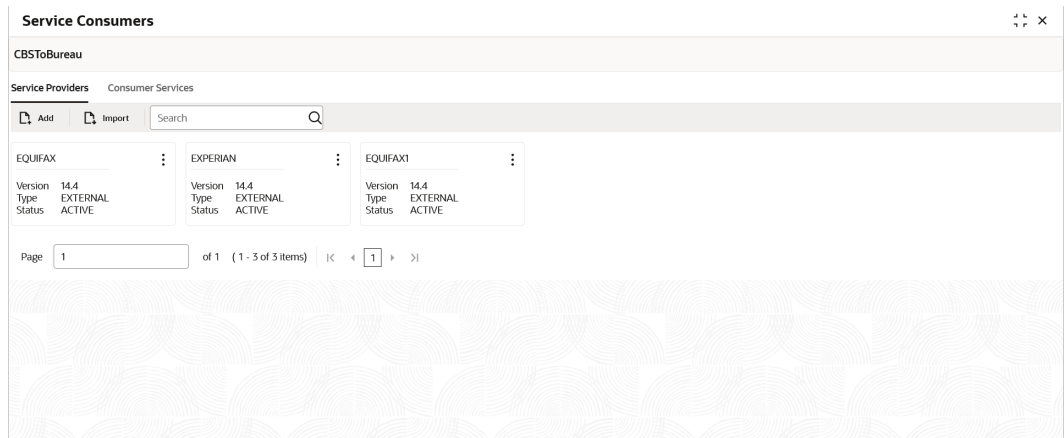 Service Consumers
CBSToBureau
Service Providers Consumer Services
Add Import Search
EQUIFAX EXPERIAN EQUIFAX1
Version 14.4 Version 14.4 Version 14.4
Type EXTERNAL Type EXTERNAL Type EXTERNAL
Status ACTIVE Status ACTIVE Status ACTIVE
Page 1 of 1 ( 1 - 3 of 3 items) 1